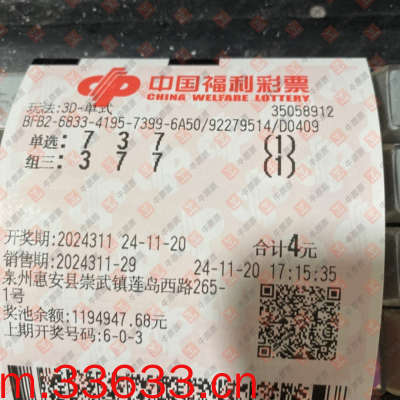 中国福利彩票
CHINA WELFARE LOTTERY
玩法:3D-单式 35058912
BFB2-6833-4195-7399-6A50/92279514/D0409
单选: 7 3 7 (1)
组三: 3 7 7 (1)
开奖期:2024311 24-11-20 合计4元
销售期:2024311-29 24-11-20 17:15:35
泉州惠安县崇武镇莲岛西路265-
1号
奖池余额:1194947.68元
上期开奖号码:6-0-3
m.33633.cn